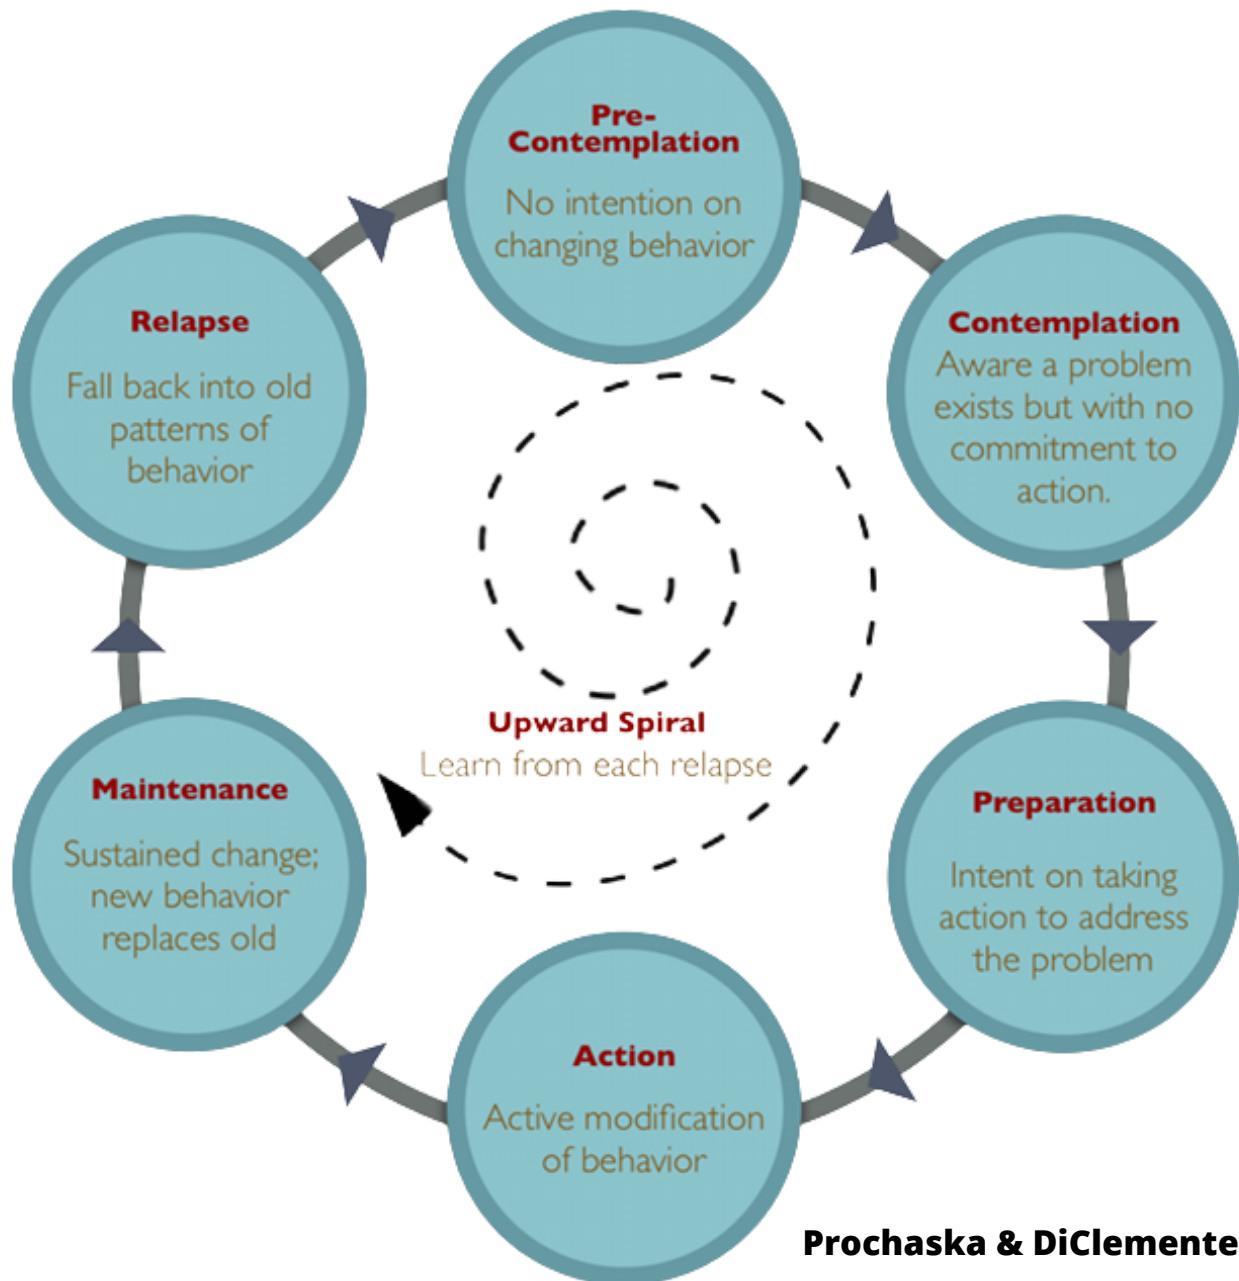 Pre-
Contemplation
No intention on
changing behavior
Contemplation
Aware a problem
exists but with no
commitment to
action.
Preparation
Intent on taking
action to address
the problem
Action
Active modification
of behavior
Maintenance
Sustained change;
new behavior
replaces old
Relapse
Fall back into old
patterns of
behavior
Upward Spiral
Learn from each relapse
Prochaska & DiClemente